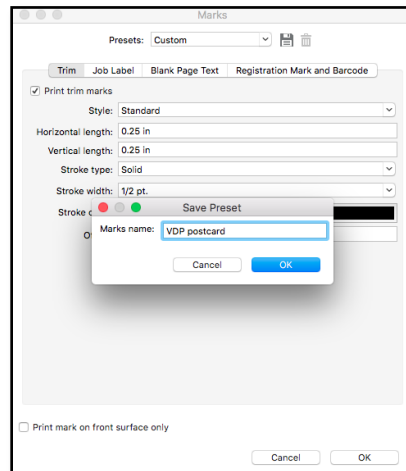 Marks
Presets: Custom
Trim Job Label Blank Page Text Registration Mark and Barcode
Print trim marks
Style: Standard
Horizontal length: 0.25 in
Vertical length: 0.25 in
Stroke type: Solid
Stroke width: 1/2 pt.
Stroke
Save Preset
Marks name: VDP postcard
Cancel OK
Print mark on front surface only
Cancel OK